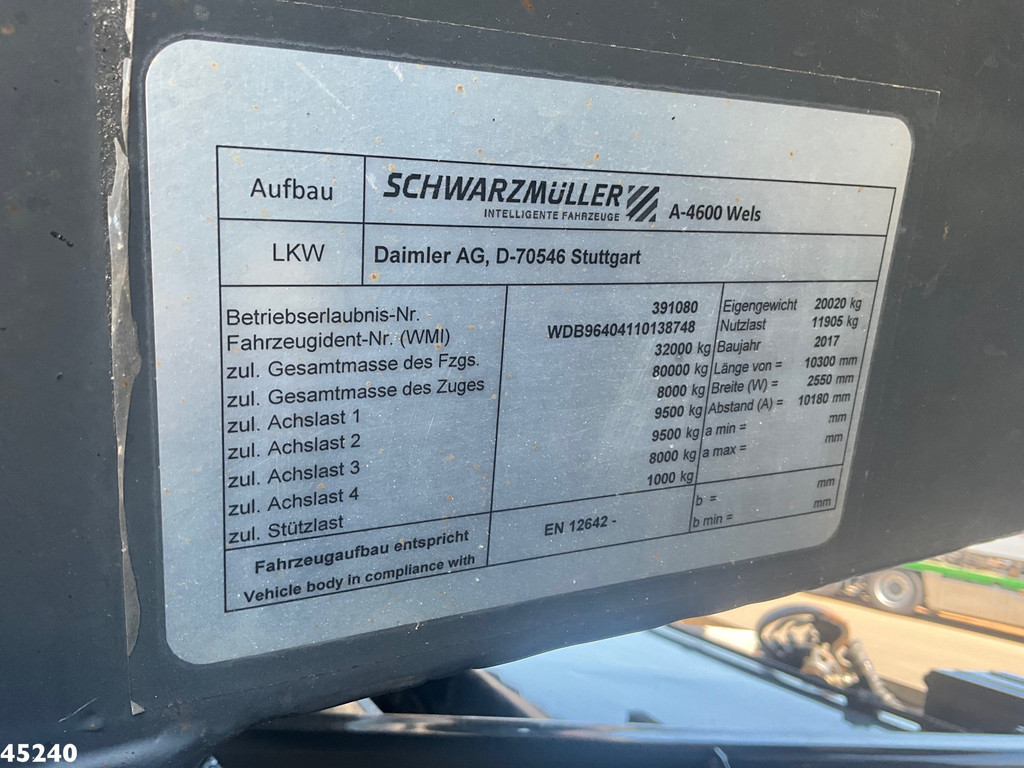 Aufbau
SCHWARZMÜLLER
INTELLIGENTE FAHRZEUGE
A-4600 Wels
LKW
Daimler AG, D-70546 Stuttgart
Betriebserlaubnis-Nr. 391080
Fahrzeugident-Nr. (WMI) WDB96404110138748
zul. Gesamtmasse des Fzgs. 32000 kg
zul. Gesamtmasse des Zuges 80000 kg
zul. Achslast 1 8000 kg
zul. Achslast 2 9500 kg
zul. Achslast 3 9500 kg
zul. Achslast 4 8000 kg
zul. Stützlast 1000 kg
Eigengewicht 20020 kg
Nutzlast 11905 kg
Baujahr 2017
Länge von = 10300 mm
Breite (W) = 2550 mm
Abstand (A) = 10180 mm
a min = mm
a max = mm
b = mm
b min = mm
Fahrzeugaufbau entspricht
Vehicle body in compliance with
EN 12642 -
45240